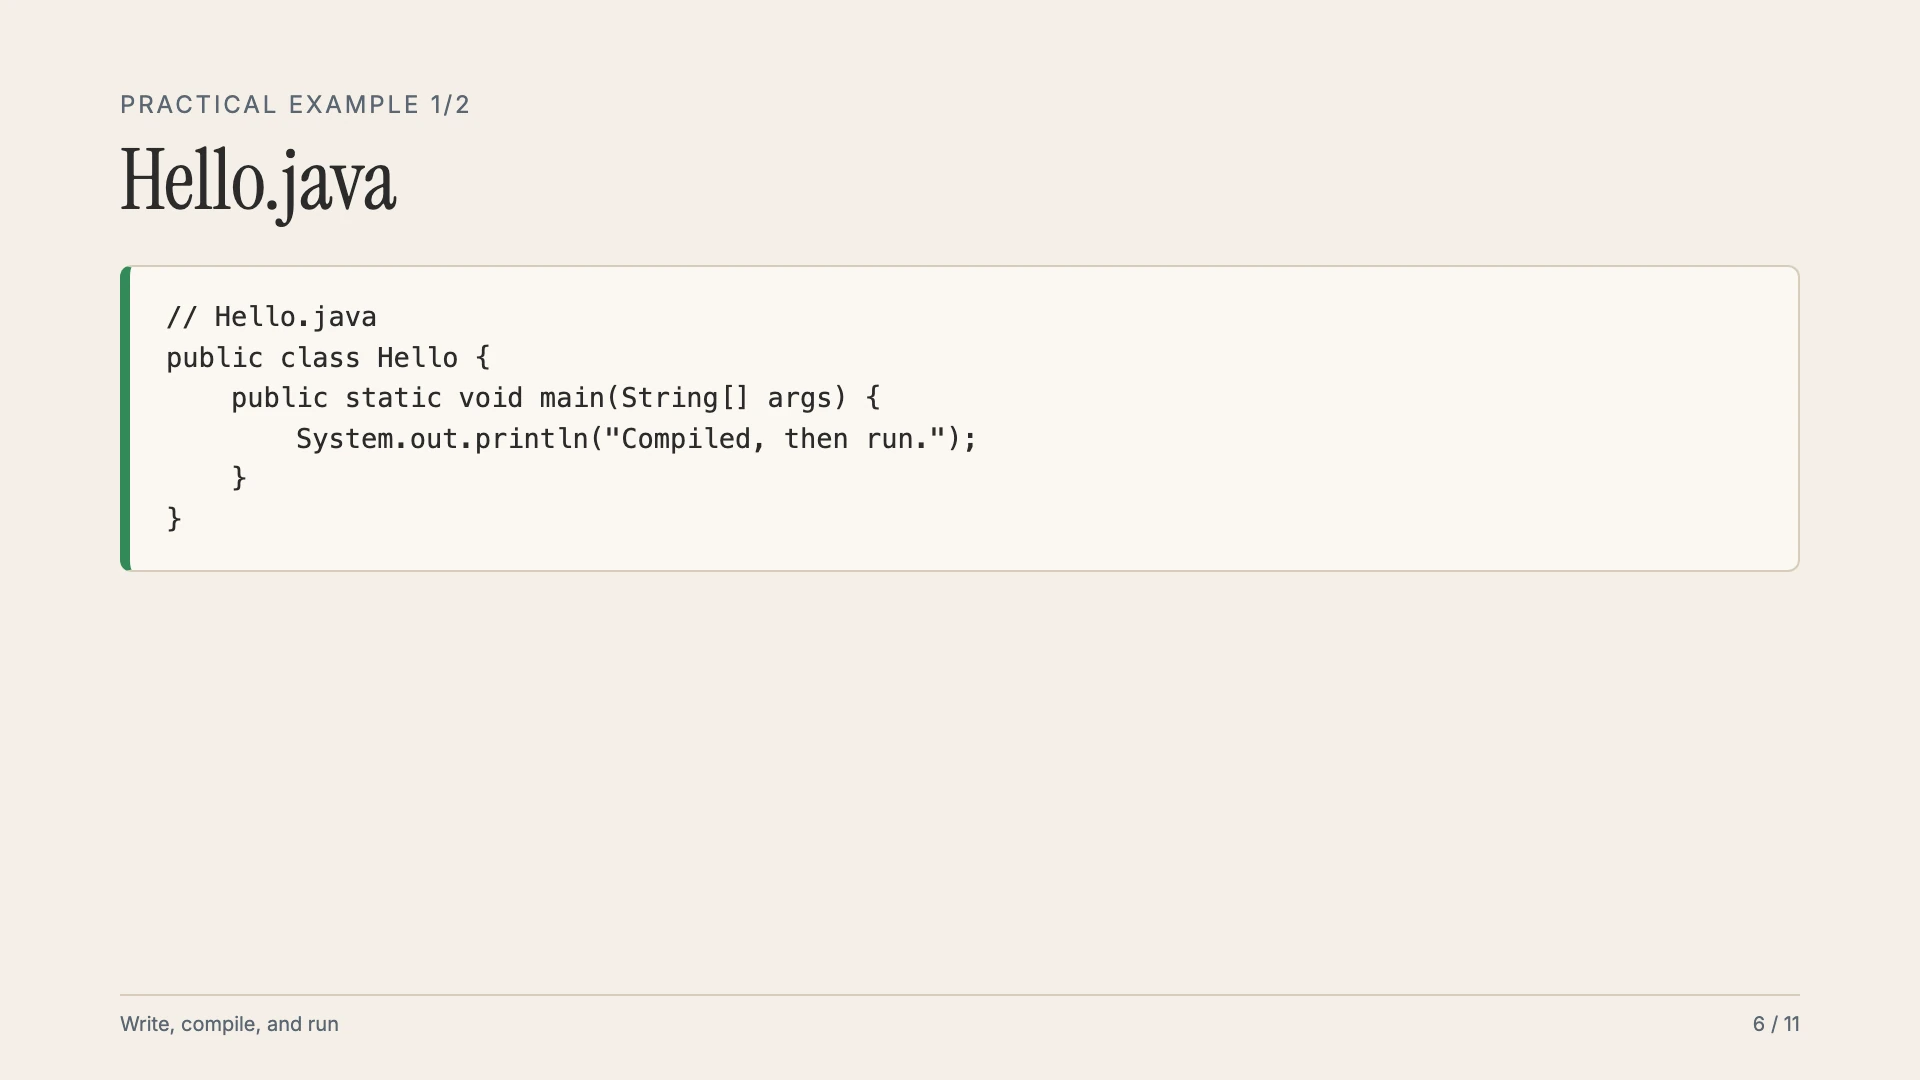 PRACTICAL EXAMPLE 1/2
Hello.java
// Hello.java
public class Hello {
    public static void main(String[] args) {
        System.out.println("Compiled, then run.");
    }
}
Write, compile, and run
6 / 11